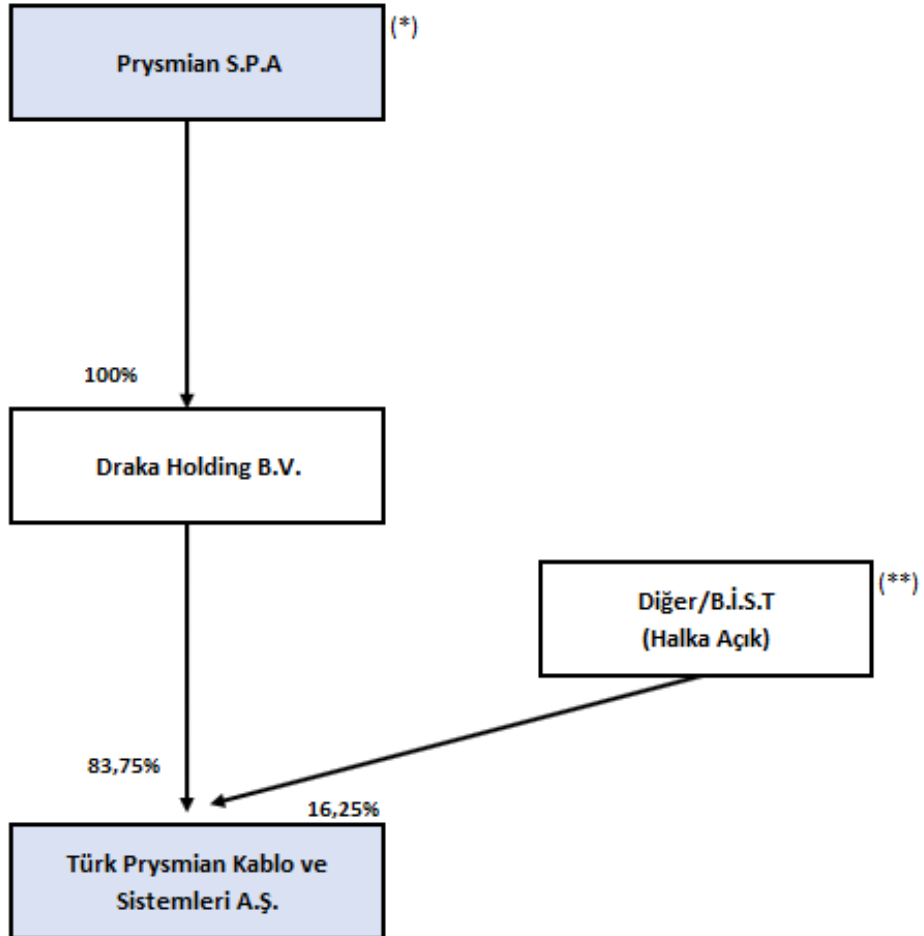 Prysmian S.P.A
(*)
100%
Draka Holding B.V.
Diğer/B.İ.S.T
(Halka Açık)
(**)
83,75%
16,25%
Türk Prysmian Kablo ve
Sistemleri A.Ş.